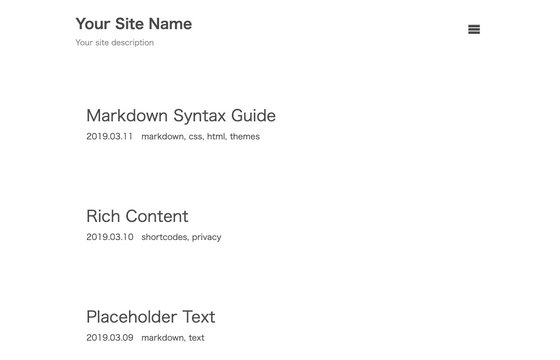 Your Site Name
Your site description
Markdown Syntax Guide
2019.03.11 markdown, css, html, themes
Rich Content
2019.03.10 shortcodes, privacy
Placeholder Text
2019.03.09 markdown, text